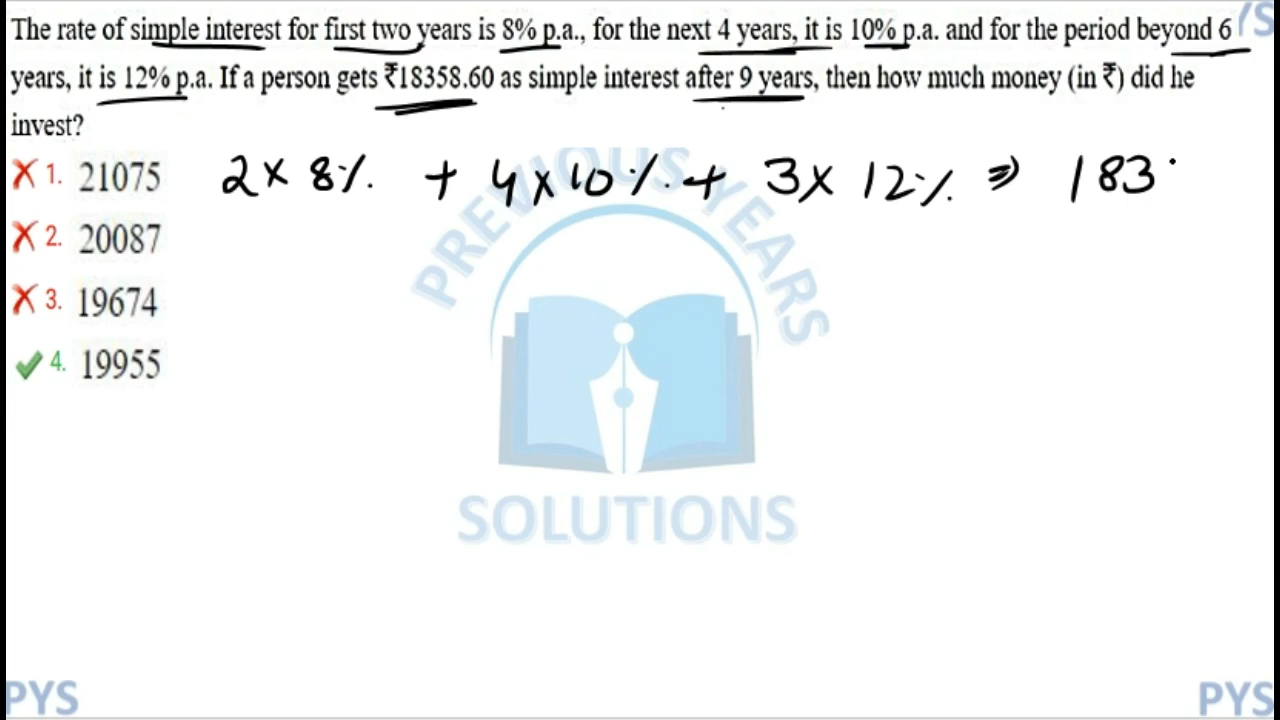 The rate of simple interest for first two years is 8% p.a., for the next 4 years, it is 10% p.a. and for the period beyond 6
years, it is 12% p.a. If a person gets ₹18358.60 as simple interest after 9 years, then how much money (in ₹) did he
invest?
1. 21075
2 × 8% + 4 × 10% + 3 × 12% ⇒ 183
2. 20087
3. 19674
4. 19955
PREVIOUS YEARS
SOLUTIONS
PYS
PYS